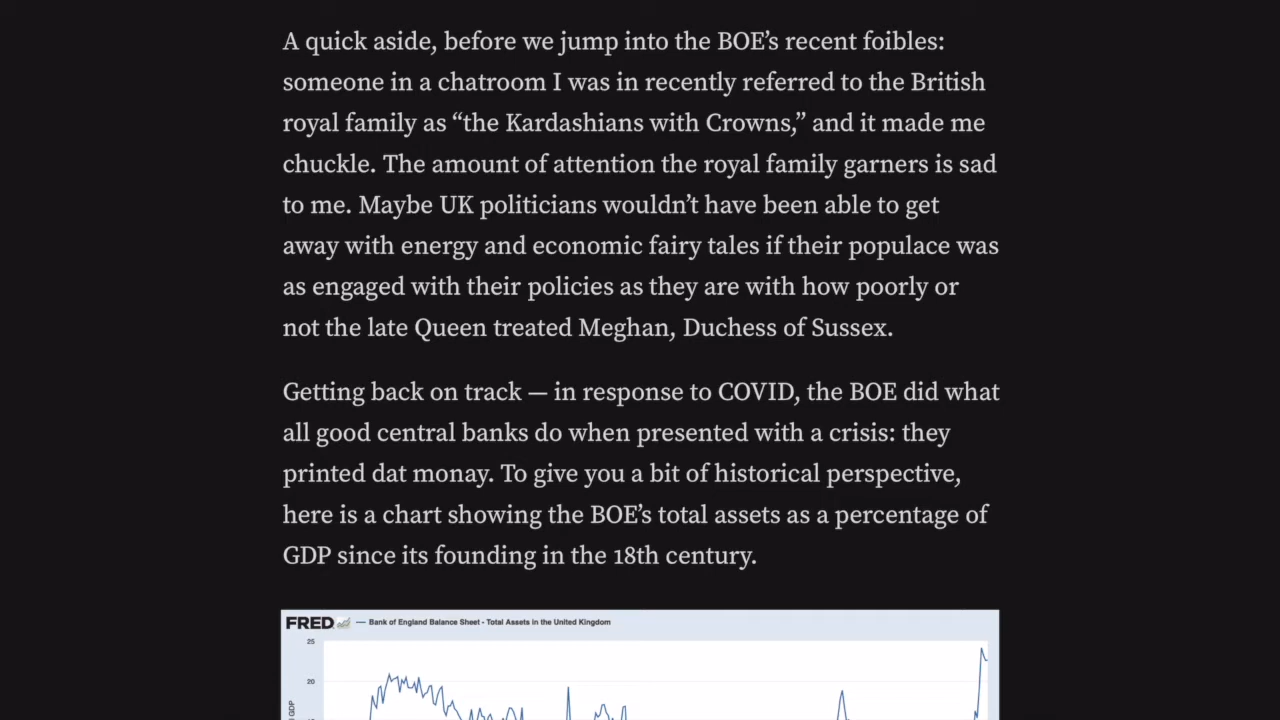 A quick aside, before we jump into the BOE’s recent foibles:
someone in a chatroom I was in recently referred to the British
royal family as “the Kardashians with Crowns,” and it made me
chuckle. The amount of attention the royal family garners is sad
to me. Maybe UK politicians wouldn’t have been able to get
away with energy and economic fairy tales if their populace was
as engaged with their policies as they are with how poorly or
not the late Queen treated Meghan, Duchess of Sussex.
Getting back on track — in response to COVID, the BOE did what
all good central banks do when presented with a crisis: they
printed dat monay. To give you a bit of historical perspective,
here is a chart showing the BOE’s total assets as a percentage of
GDP since its founding in the 18th century.
FRED — Bank of England Balance Sheet - Total Assets in the United Kingdom
25
20
GDP